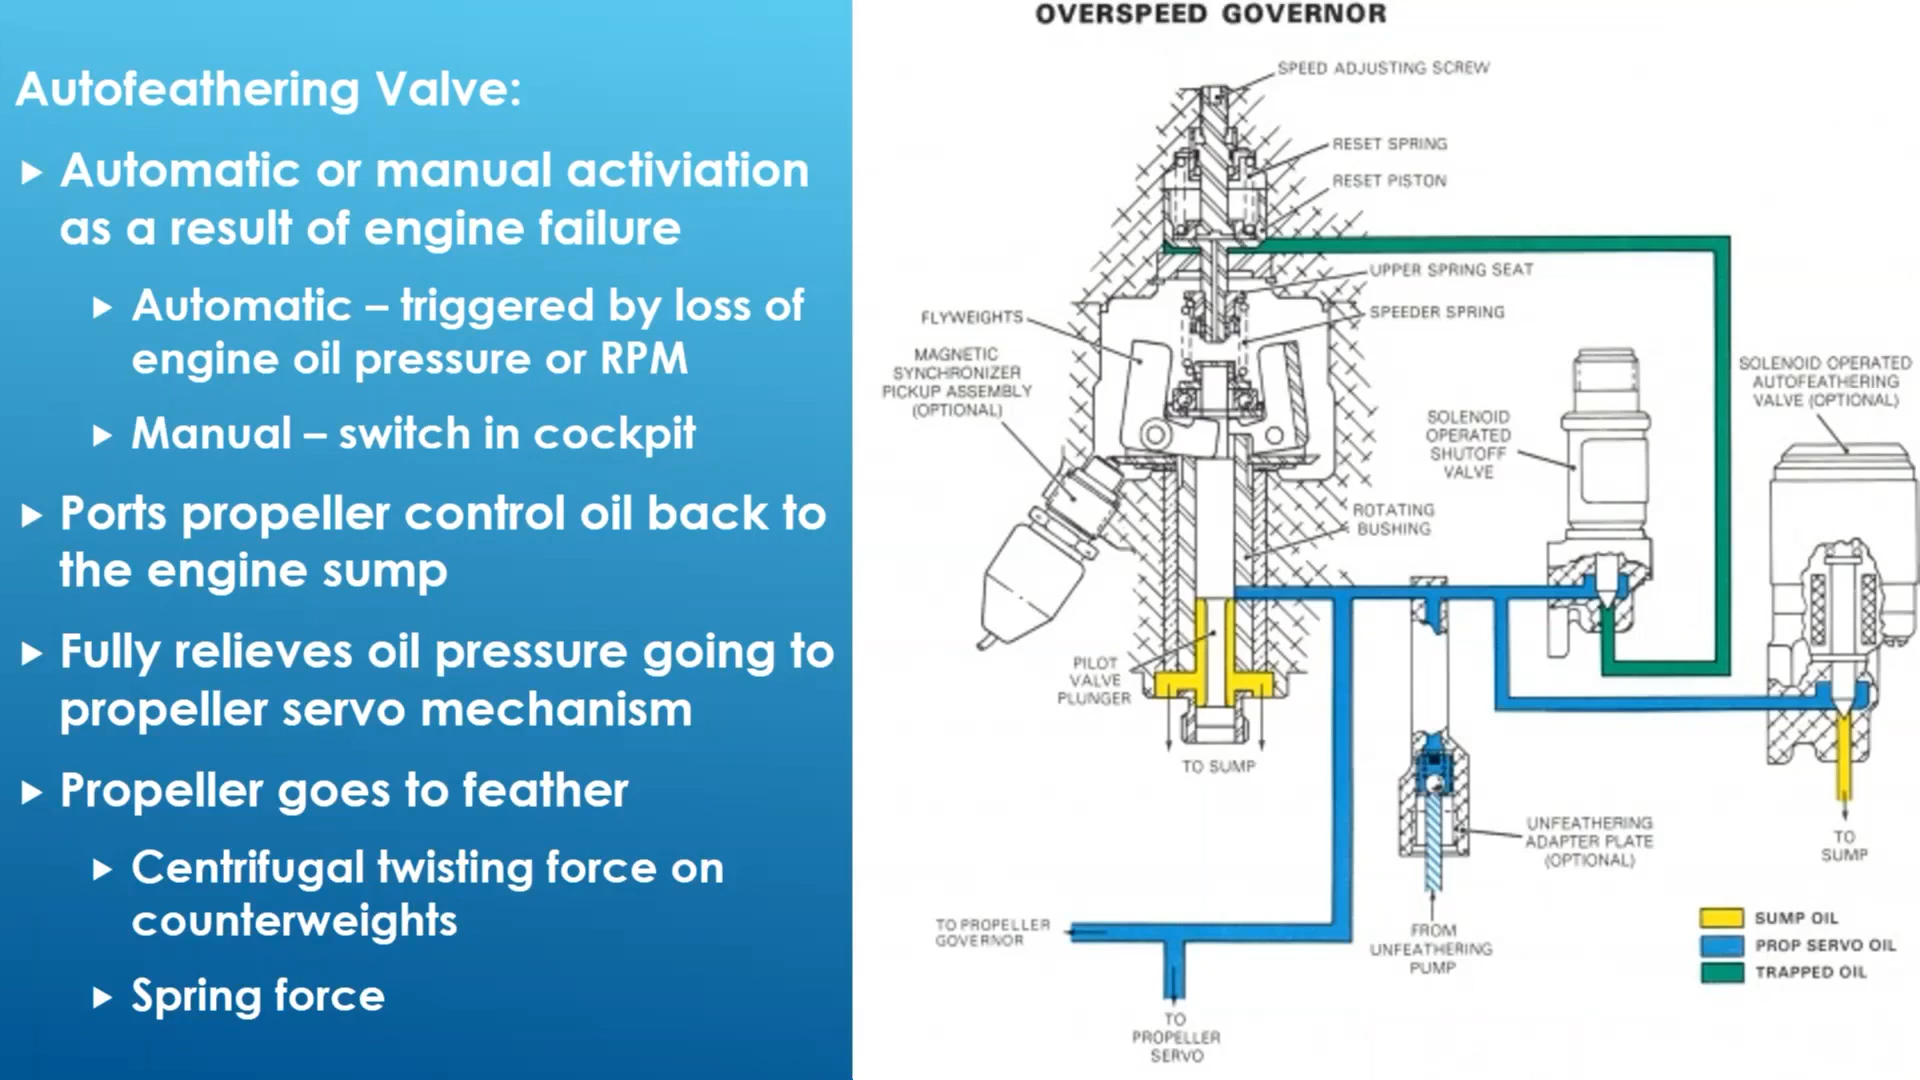 Autofeathering Valve:
Automatic or manual activiation
as a result of engine failure
Automatic – triggered by loss of
engine oil pressure or RPM
Manual – switch in cockpit
Ports propeller control oil back to
the engine sump
Fully relieves oil pressure going to
propeller servo mechanism
Propeller goes to feather
Centrifugal twisting force on
counterweights
Spring force
OVERSPEED GOVERNOR
SPEED ADJUSTING SCREW
RESET SPRING
RESET PISTON
UPPER SPRING SEAT
SPEEDER SPRING
FLYWEIGHTS
MAGNETIC
SYNCHRONIZER
PICKUP ASSEMBLY
(OPTIONAL)
SOLENOID
OPERATED
SHUTOFF
VALVE
SOLENOID OPERATED
AUTOFEATHERING
VALVE (OPTIONAL)
ROTATING
BUSHING
PILOT
VALVE
PLUNGER
TO SUMP
UNFEATHERING
ADAPTER PLATE
(OPTIONAL)
TO
SUMP
TO PROPELLER
GOVERNOR
FROM
UNFEATHERING
PUMP
TO
PROPELLER
SERVO
SUMP OIL
PROP SERVO OIL
TRAPPED OIL